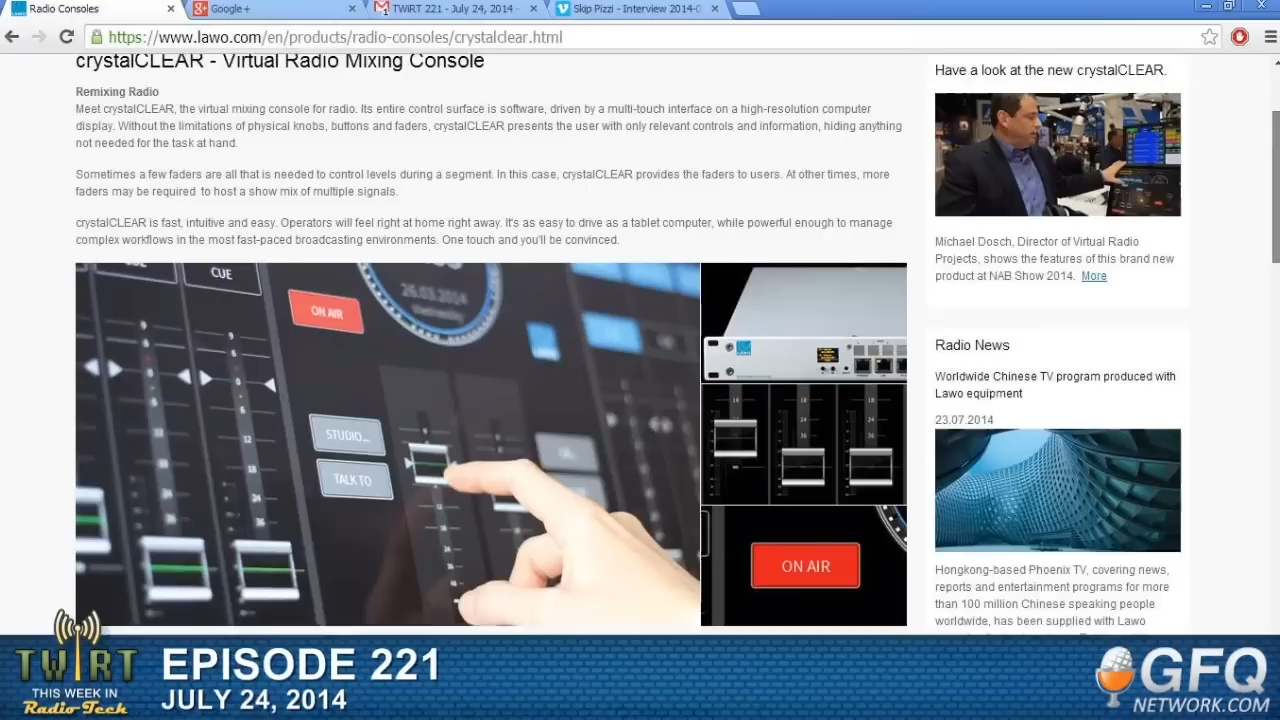 Radio Consoles
Google+
TWiRT 221 - July 24, 2014 -
Skip Pizzi - Interview 2014-0
https://www.lawo.com/en/products/radio-consoles/crystalclear.html
crystalCLEAR - Virtual Radio Mixing Console
Remixing Radio
Meet crystalCLEAR, the virtual mixing console for radio. Its entire control surface is software, driven by a multi-touch interface on a high-resolution computer
display. Without the limitations of physical knobs, buttons and faders, crystalCLEAR presents the user with only relevant controls and information, hiding anything
not needed for the task at hand.
Sometimes a few faders are all that is needed to control levels during a segment. In this case, crystalCLEAR provides the faders to users. At other times, more
faders may be required to host a show mix of multiple signals.
crystalCLEAR is fast, intuitive and easy. Operators will feel right at home right away. It's as easy to drive as a tablet computer, while powerful enough to manage
complex workflows in the most fast-paced broadcasting environments. One touch and you'll be convinced.
CUE
ON AIR
STUDIO...
TALK TO
ON AIR
Have a look at the new crystalCLEAR.
Michael Dosch, Director of Virtual Radio
Projects, shows the features of this brand new
product at NAB Show 2014. More
Radio News
Worldwide Chinese TV program produced with
Lawo equipment
23.07.2014
Hongkong-based Phoenix TV, covering news,
reports and entertainment programs for more
than 100 million Chinese speaking people
worldwide, has been supplied with Lawo
TWiRT
THIS WEEK IN
Radio Tech
EPISODE 221
JULY 24, 2014
GFQ
NETWORK.COM